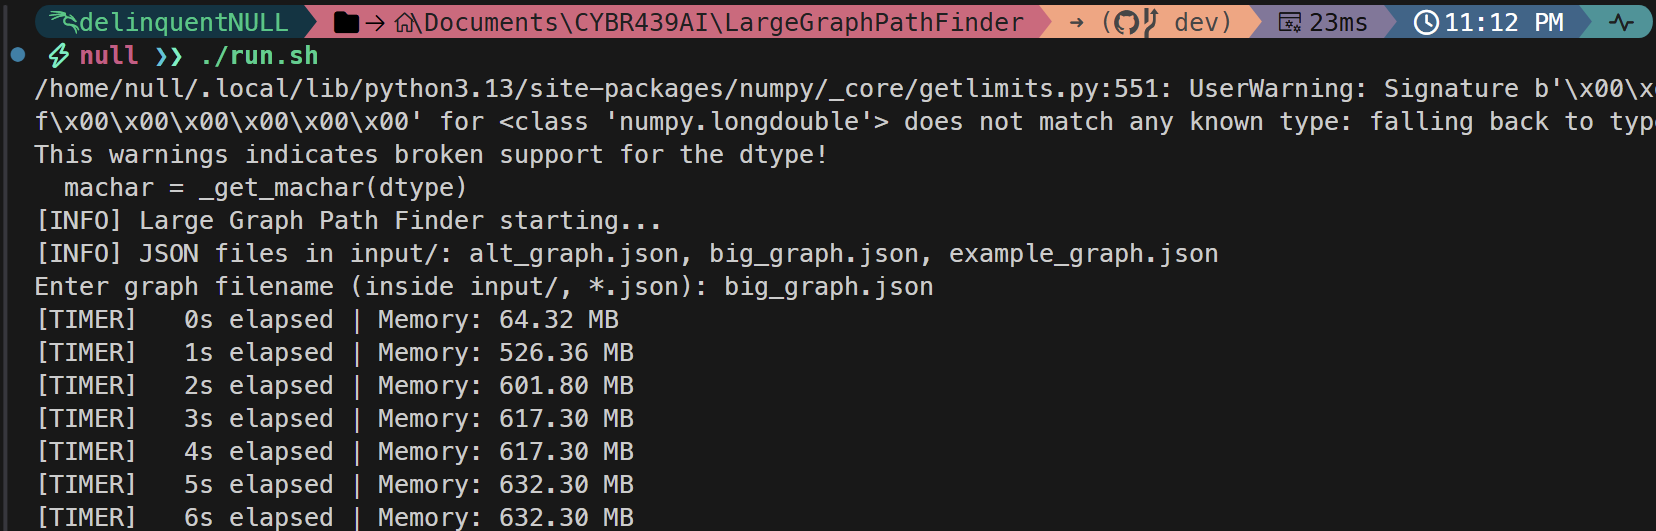 delinquentNULL → \Documents\CYBR439AI\LargeGraphPathFinder → ( dev) 23ms 11:12 PM
null ❯❯ ./run.sh
/home/null/.local/lib/python3.13/site-packages/numpy/_core/getlimits.py:551: UserWarning: Signature b'\x00\x
f\x00\x00\x00\x00\x00\x00' for <class 'numpy.longdouble'> does not match any known type: falling back to typ
This warnings indicates broken support for the dtype!
machar = _get_machar(dtype)
[INFO] Large Graph Path Finder starting...
[INFO] JSON files in input/: alt_graph.json, big_graph.json, example_graph.json
Enter graph filename (inside input/, *.json): big_graph.json
[TIMER]   0s elapsed | Memory: 64.32 MB
[TIMER]   1s elapsed | Memory: 526.36 MB
[TIMER]   2s elapsed | Memory: 601.80 MB
[TIMER]   3s elapsed | Memory: 617.30 MB
[TIMER]   4s elapsed | Memory: 617.30 MB
[TIMER]   5s elapsed | Memory: 632.30 MB
[TIMER]   6s elapsed | Memory: 632.30 MB